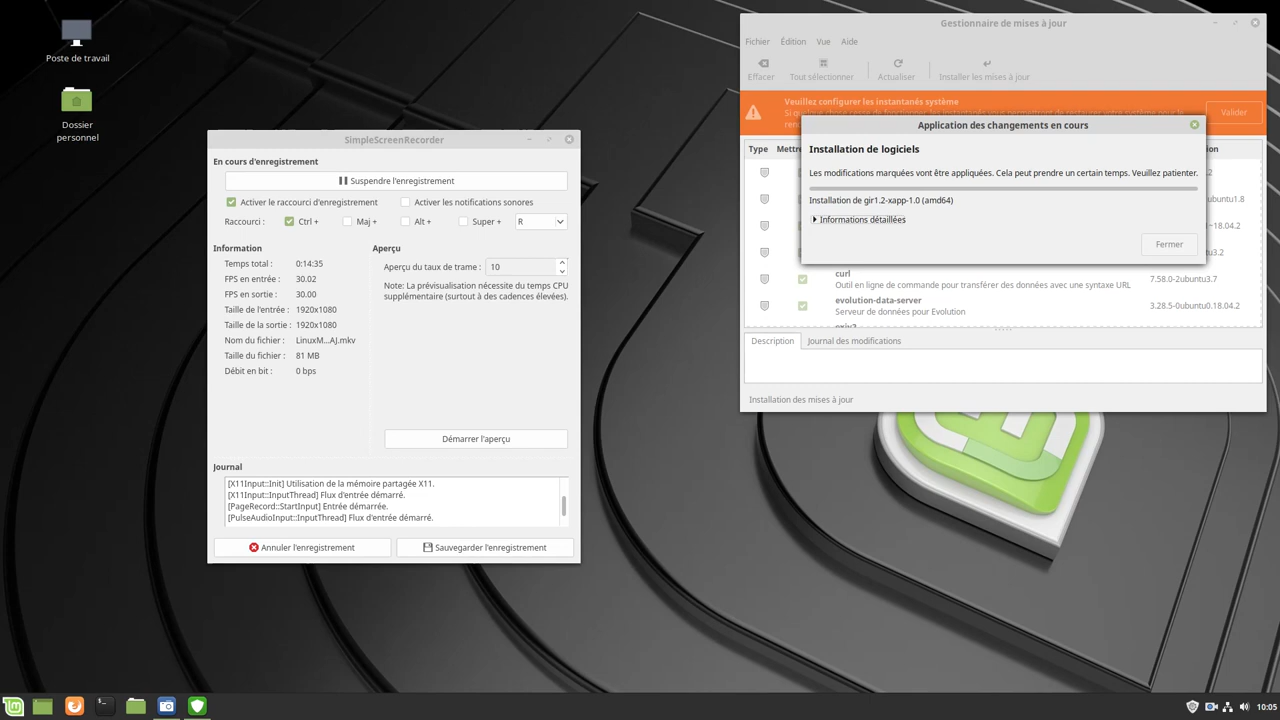 Poste de travail
Dossier
personnel
SimpleScreenRecorder
En cours d'enregistrement
Suspendre l'enregistrement
Activer le raccourci d'enregistrement
Activer les notifications sonores
Raccourci :
Ctrl +
Maj +
Alt +
Super +
R
Information
Temps total :
0:14:35
FPS en entrée :
30.02
FPS en sortie :
30.00
Taille de l'entrée :
1920x1080
Taille de la sortie :
1920x1080
Nom du fichier :
LinuxM...AJ.mkv
Taille du fichier :
81 MB
Débit en bit :
0 bps
Aperçu
Aperçu du taux de trame :
10
Note: La prévisualisation nécessite du temps CPU
supplémentaire (surtout à des cadences élevées).
Démarrer l'aperçu
Journal
[X11Input::Init] Utilisation de la mémoire partagée X11.
[X11Input::InputThread] Flux d'entrée démarré.
[PageRecord::StartInput] Entrée démarrée.
[PulseAudioInput::InputThread] Flux d'entrée démarré.
Annuler l'enregistrement
Sauvegarder l'enregistrement
Gestionnaire de mises à jour
Fichier
Édition
Vue
Aide
Effacer
Tout sélectionner
Actualiser
Installer les mises à jour
Veuillez configurer les instantanés système
Valider
Type
Application des changements en cours
Installation de logiciels
Les modifications marquées vont être appliquées. Cela peut prendre un certain temps. Veuillez patienter.
Installation de gir1.2-xapp-1.0 (amd64)
Informations détaillées
Fermer
curl
Outil en ligne de commande pour transférer des données avec une syntaxe URL
7.58.0-2ubuntu3.7
evolution-data-server
Serveur de données pour Evolution
3.28.5-0ubuntu0.18.04.2
Description
Journal des modifications
Installation des mises à jour
10:05